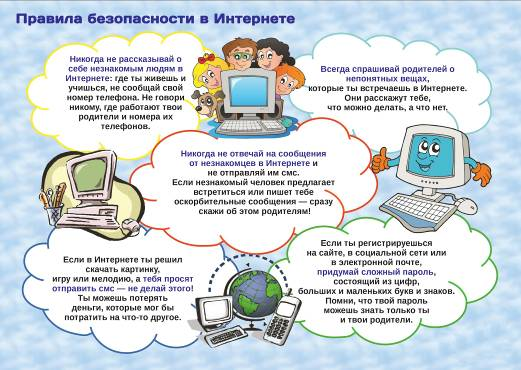 Правила безопасности в Интернете
Никогда не рассказывай о
себе незнакомым людям в
Интернете: где ты живешь и
учишься, не сообщай свой
номер телефона. Не говори
никому, где работают твои
родители и номера их
телефонов.
Всегда спрашивай родителей о
непонятных вещах,
которые ты встречаешь в Интернете.
Они расскажут тебе,
что можно делать, а что нет.
Никогда не отвечай на сообщения
от незнакомцев в Интернете и
не отправляй им смс.
Если незнакомый человек предлагает
встретиться или пишет тебе
оскорбительные сообщения — сразу
скажи об этом родителям!
Если в Интернете ты решил
скачать картинку,
игру или мелодию, а тебя просят
отправить смс — не делай этого!
Ты можешь потерять
деньги, которые мог бы
потратить на что-то другое.
Если ты регистрируешься
на сайте, в социальной сети или
в электронной почте,
придумай сложный пароль,
состоящий из цифр,
больших и маленьких букв и знаков.
Помни, что твой пароль
можешь знать только ты
и твои родители.